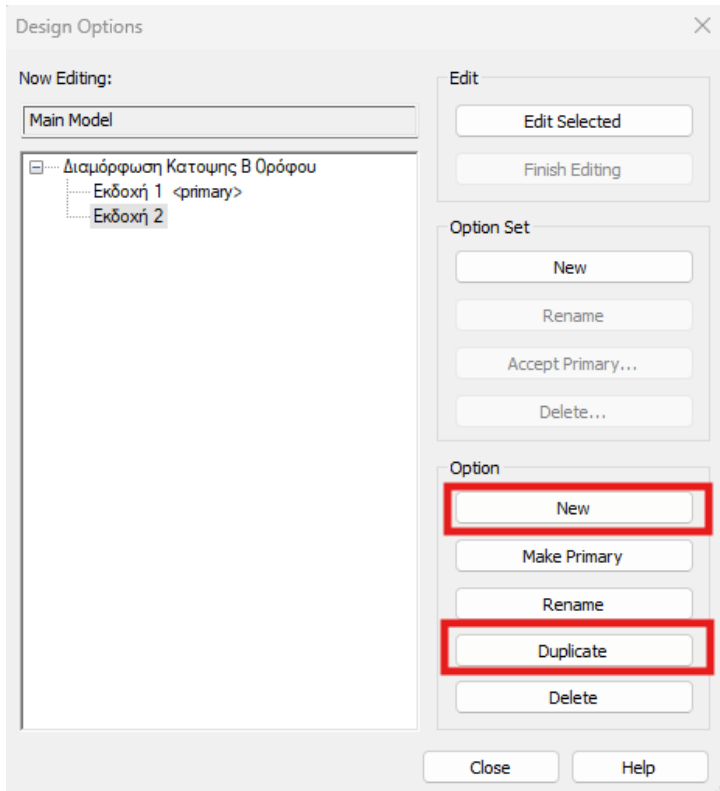 Design Options
Now Editing:
Main Model
Διαμόρφωση Κατοψης Β Ορόφου
Εκδοχή 1 <primary>
Εκδοχή 2
Edit
Edit Selected
Finish Editing
Option Set
New
Rename
Accept Primary...
Delete...
Option
New
Make Primary
Rename
Duplicate
Delete
Close
Help